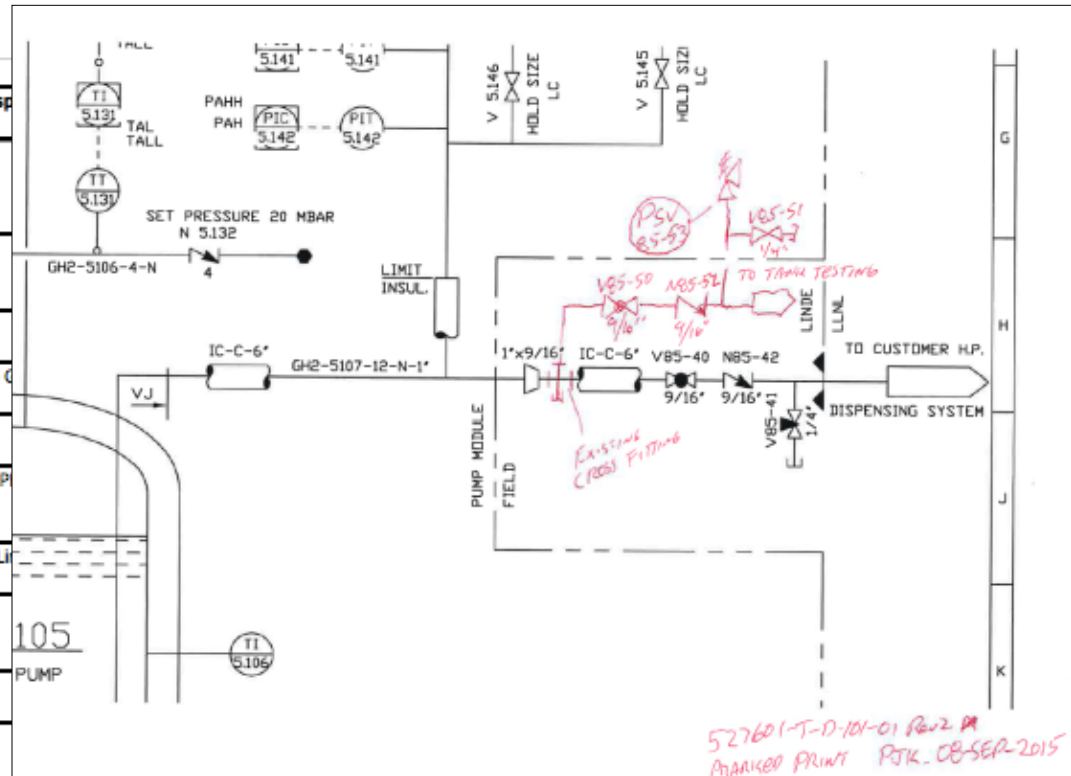 TALL
5.141
5.141
TI
5.131
TAL
TALL
PAHH
PAH
PIC
5.142
PIT
5.142
V 5.146
HOLD SIZE
LC
V 5.145
LC
G
TT
5.131
SET PRESSURE 20 MBAR
N 5.132
GH2-5106-4-N
4
PSV
85-53
V85-51
1/4"
LIMIT
INSUL.
V85-50
N85-52
TO TANK TESTING
9/16"
9/16"
LINDE
LLNL
H
IC-C-6"
GH2-5107-12-N-1"
1"x9/16"
IC-C-6"
V85-40
N85-42
TO CUSTOMER H.P.
VJ
9/16"
9/16"
V85-41
1/4"
DISPENSING SYSTEM
EXISTING
CROSS FITTING
PUMP MODULE
FIELD
J
105
PUMP
TI
5.106
K
527601-T-D-101-01 Rev2
MARKED PRINT PJK 08-SEP-2015